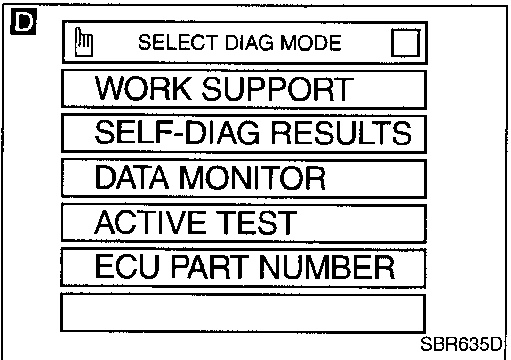 D
SELECT DIAG MODE
WORK SUPPORT
SELF-DIAG RESULTS
DATA MONITOR
ACTIVE TEST
ECU PART NUMBER
SBR635D